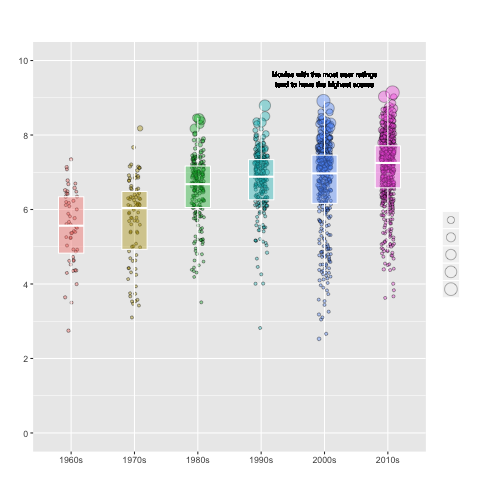 Movies with the most user ratings
tend to have the highest scores
10
8
6
4
2
0
1960s
1970s
1980s
1990s
2000s
2010s